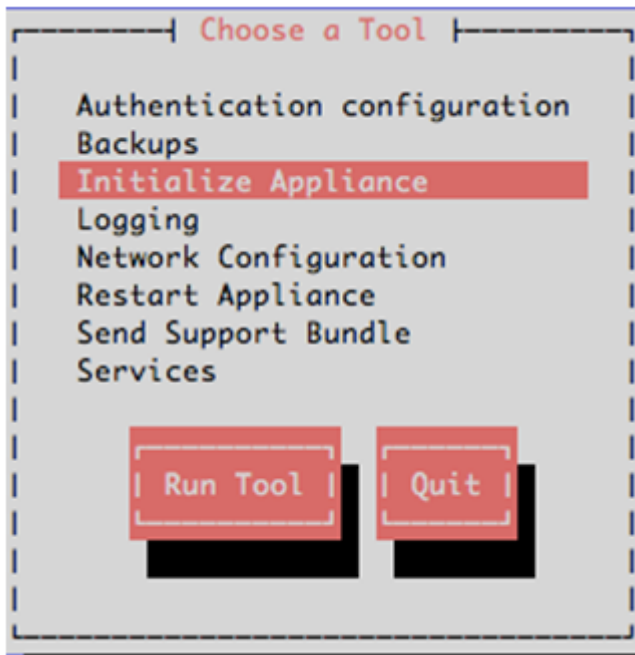 Choose a Tool
Authentication configuration
Backups
Initialize Appliance
Logging
Network Configuration
Restart Appliance
Send Support Bundle
Services
Run Tool Quit